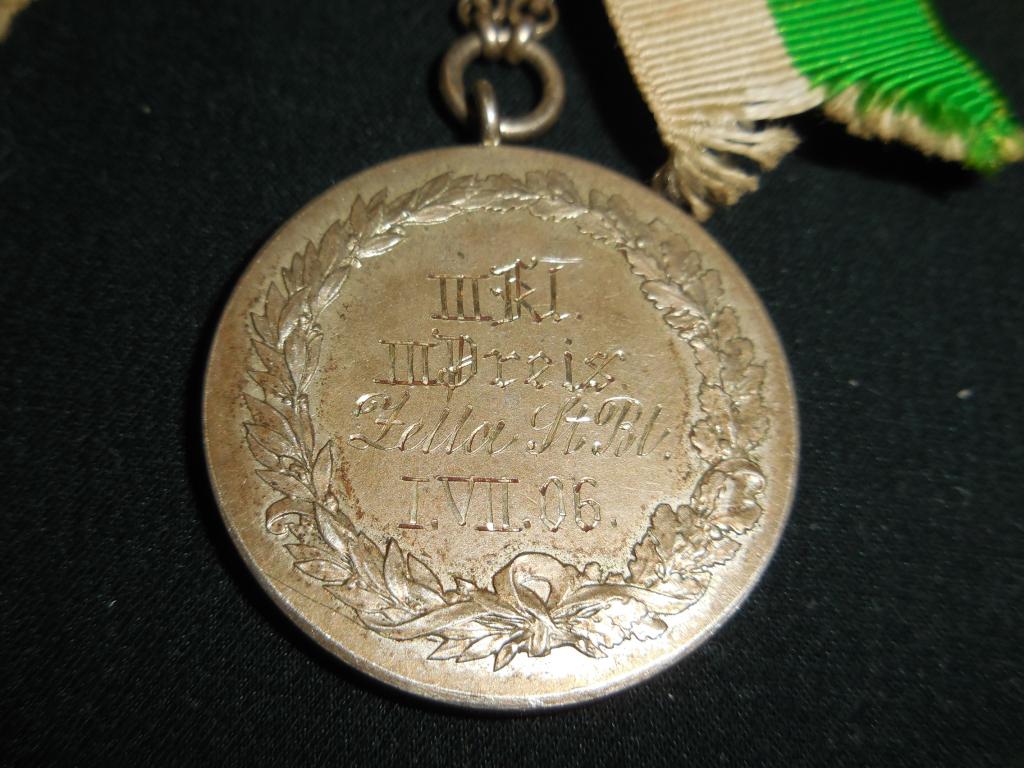 III Kl.
III Preis.
Zella St. Bl.
I.VII.06.